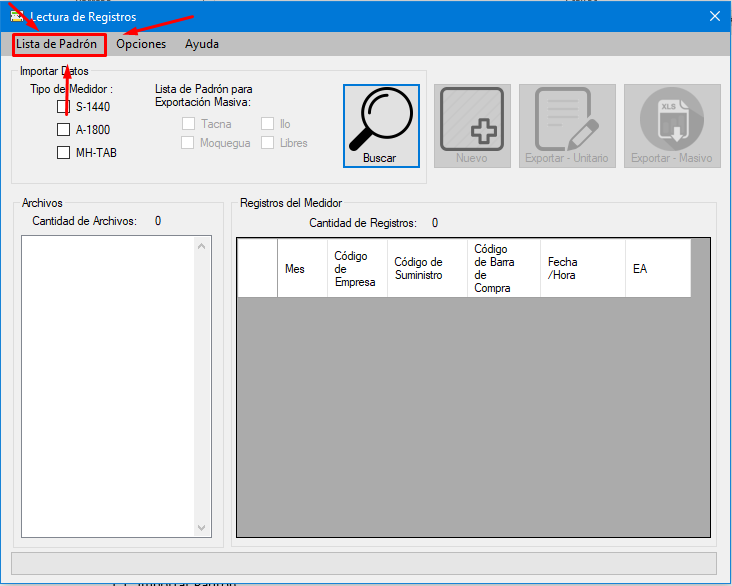 Lectura de Registros
Lista de Padrón Opciones Ayuda
Importar Datos
Tipo de Medidor :
S-1440
A-1800
MH-TAB
Lista de Padrón para
Exportación Masiva:
Tacna Ilo
Moquegua Libres
Buscar
Nuevo
Exportar - Unitario
XLS
Exportar - Masivo
Archivos
Cantidad de Archivos: 0
Registros del Medidor
Cantidad de Registros: 0
Mes
Código
de
Empresa
Código de
Suministro
Código
de Barra
de
Compra
Fecha
/Hora
EA